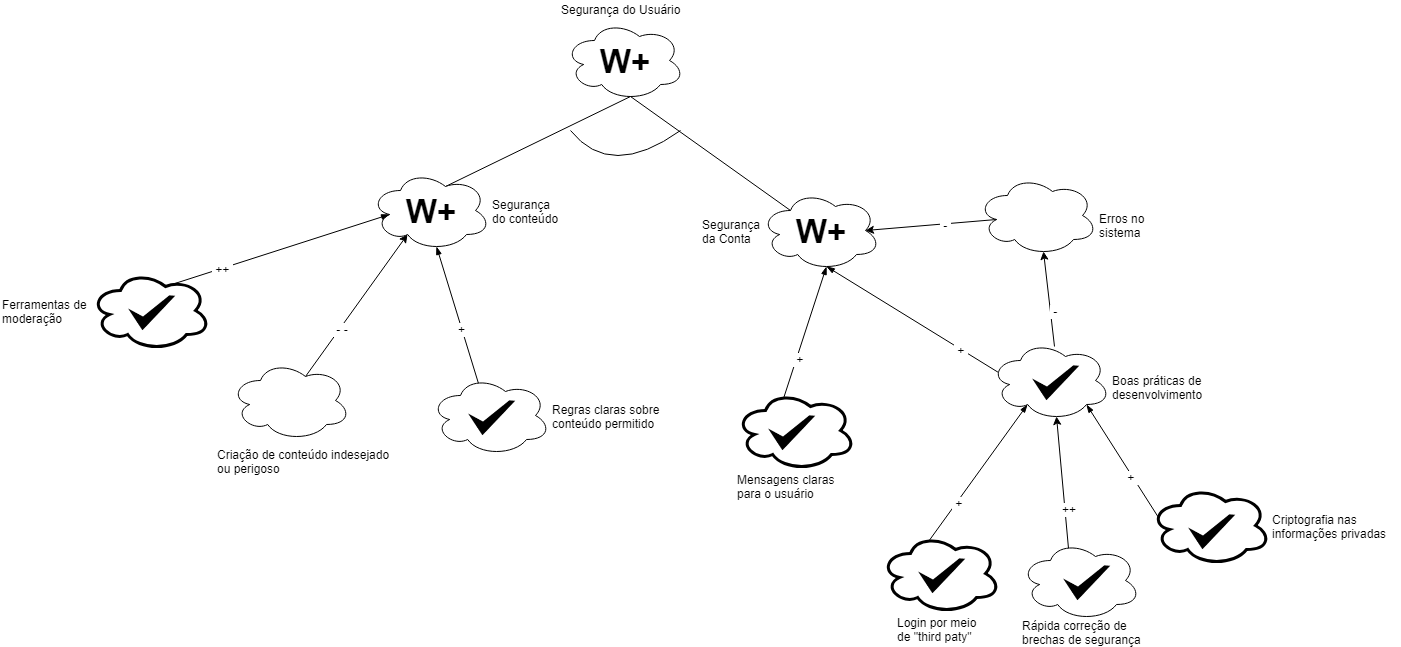 Segurança do Usuário
W+
W+
Segurança
do conteúdo
Segurança
da Conta
W+
-
Erros no
sistema
++
Ferramentas de
moderação
- -
+
-
+
+
Boas práticas de
desenvolvimento
Regras claras sobre
conteúdo permitido
Criação de conteúdo indesejado
ou perigoso
Mensagens claras
para o usuário
+
++
+
Criptografia nas
informações privadas
Login por meio
de "third paty"
Rápida correção de
brechas de segurança